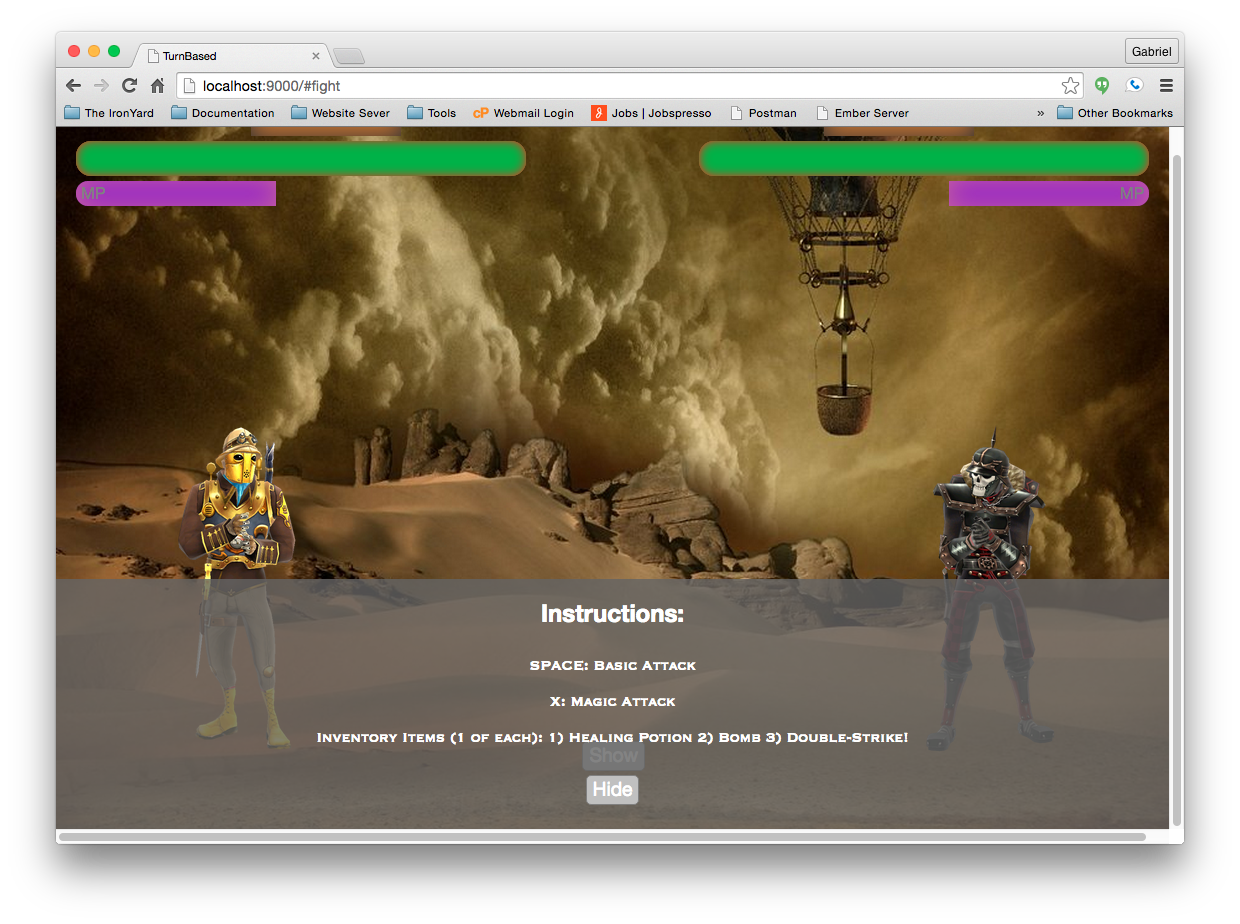 TurnBased
Gabriel
localhost:9000/#fight
The IronYard
Documentation
Website Sever
Tools
cP Webmail Login
Jobs | Jobspresso
Postman
Ember Server
»
Other Bookmarks
MP
MP
Instructions:
SPACE: Basic Attack
X: Magic Attack
Inventory Items (1 of each): 1) Healing Potion 2) Bomb 3) Double-Strike!
Show
Hide